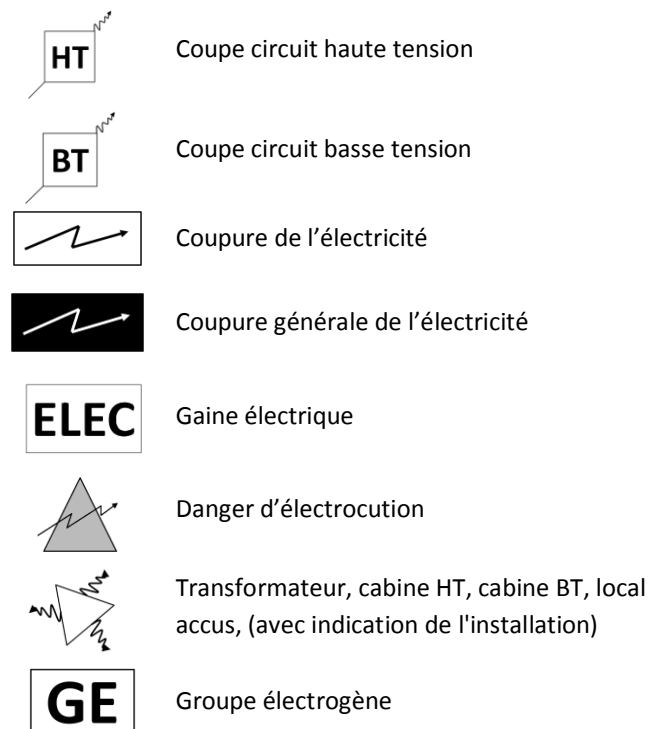 HT Coupe circuit haute tension
BT Coupe circuit basse tension
Coupure de l’électricité
Coupure générale de l’électricité
ELEC Gaine électrique
Danger d’électrocution
Transformateur, cabine HT, cabine BT, local
accus, (avec indication de l'installation)
GE Groupe électrogène